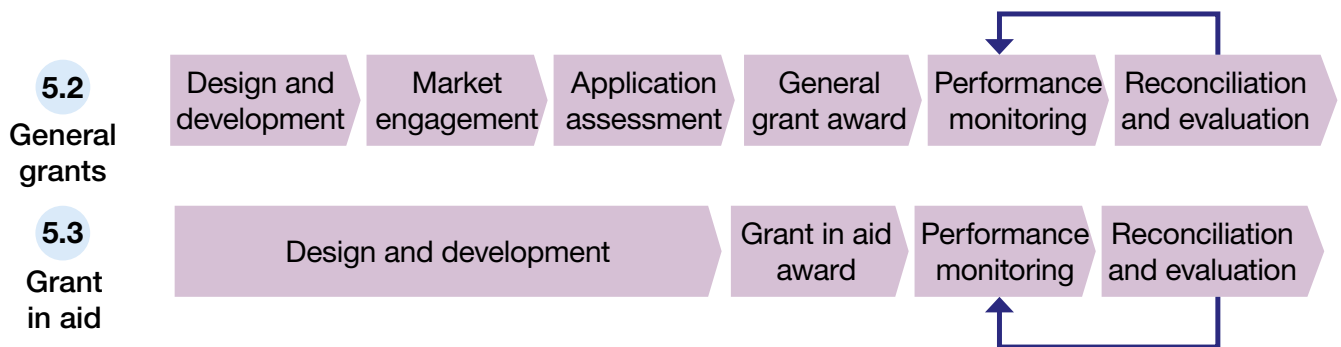 5.2
General
grants
Design and
development
Market
engagement
Application
assessment
General
grant award
Performance
monitoring
Reconciliation
and evaluation
5.3
Grant
in aid
Design and development
Grant in aid
award
Performance
monitoring
Reconciliation
and evaluation